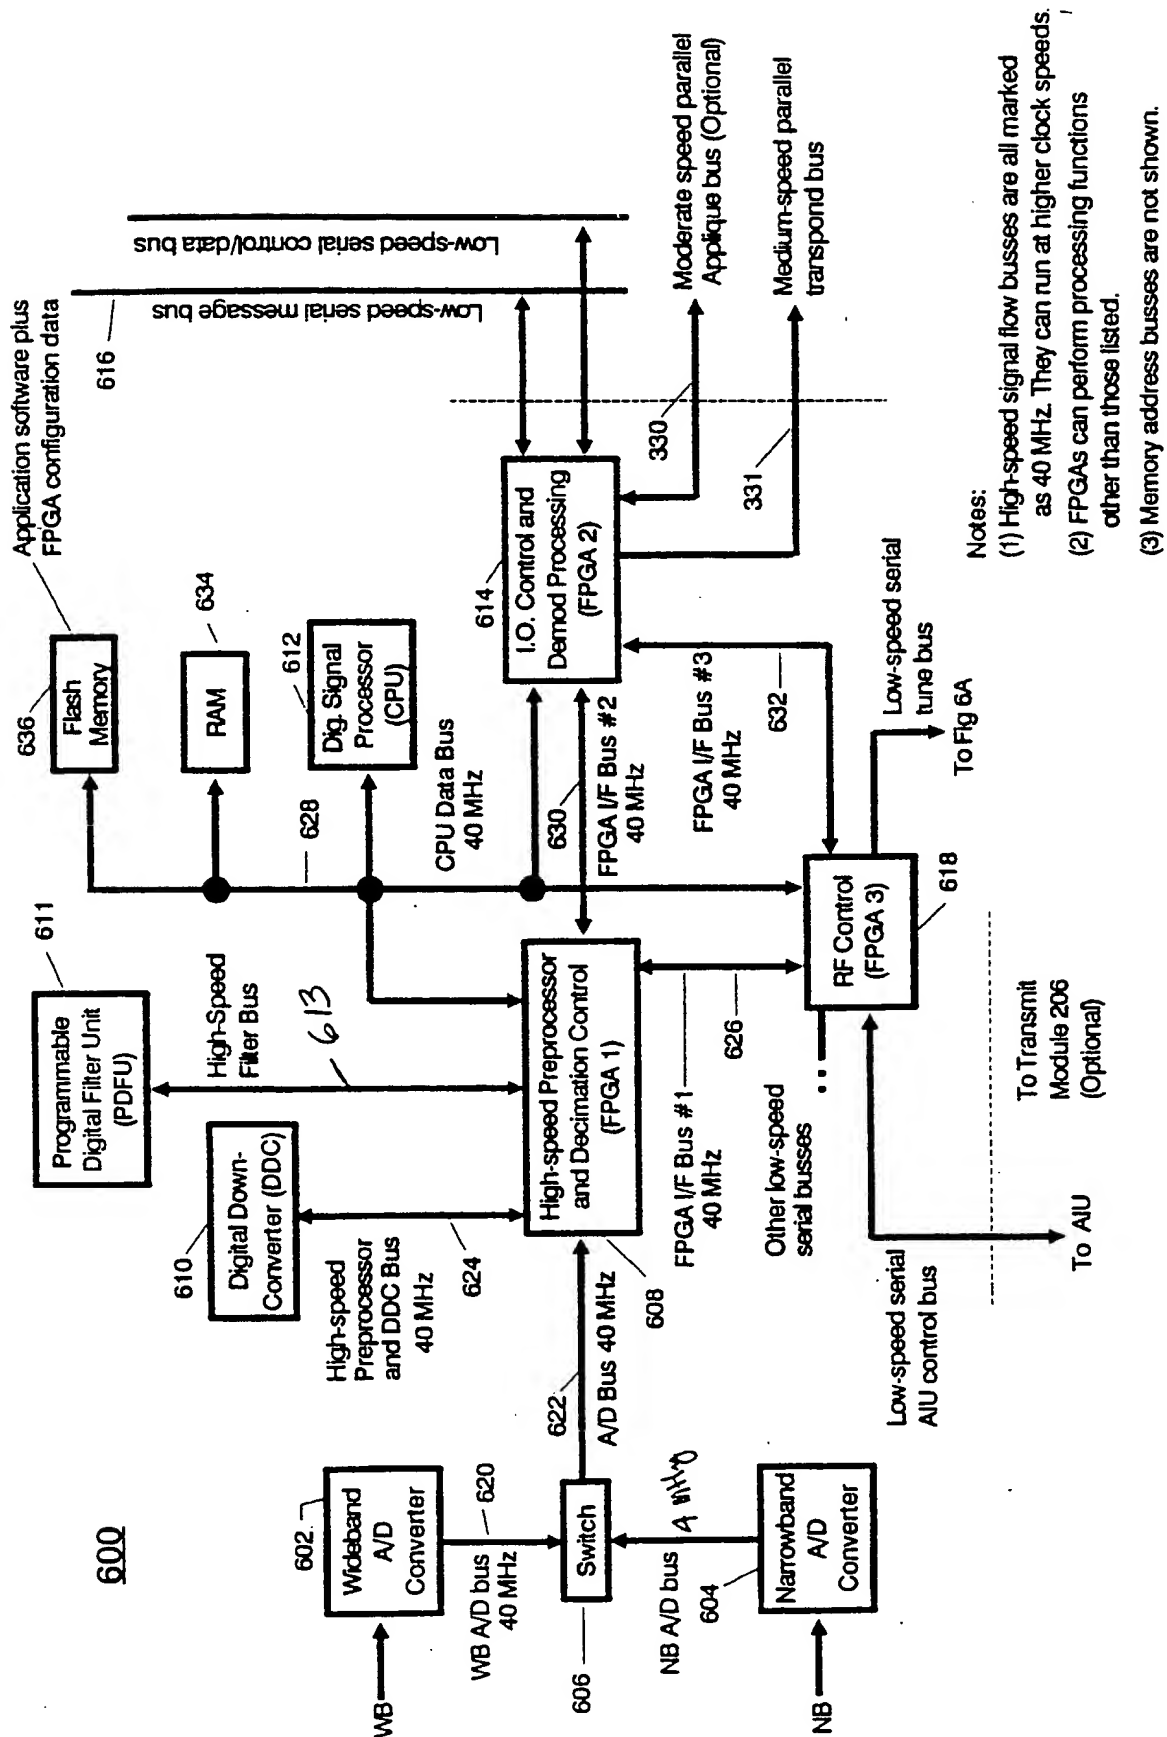 600
WB
602
Wideband
A/D
Converter
620
WB A/D bus
40 MHz
606
Switch
NB A/D bus
4 mHz
604
Narrowband
A/D
Converter
NB
622
A/D Bus 40 MHz
610
Digital Down-
Converter (DDC)
High-speed
Preprocessor
and DDC Bus
40 MHz
624
611
Programmable
Digital Filter Unit
(PDFU)
High-Speed
Filter Bus
613
608
High-speed Preprocessor
and Decimation Control
(FPGA 1)
FPGA I/F Bus #1
40 MHz
626
Other low-speed
serial busses
Low-speed serial
AIU control bus
To AIU
To Transmit
Module 206
(Optional)
RF Control
(FPGA 3)
618
Low-speed serial
tune bus
To Fig 6A
636
Flash
Memory
Application software plus
FPGA configuration data
634
RAM
628
612
Dig. Signal
Processor
(CPU)
CPU Data Bus
40 MHz
630
FPGA I/F Bus #2
40 MHz
FPGA I/F Bus #3
40 MHz
632
614
I.O. Control and
Demod Processing
(FPGA 2)
616
Low-speed serial message bus
Low-speed serial control/data bus
330
Moderate speed parallel
Applique bus (Optional)
331
Medium-speed parallel
transpond bus
Notes:
(1) High-speed signal flow busses are all marked
as 40 MHz. They can run at higher clock speeds.
(2) FPGAs can perform processing functions
other than those listed.
(3) Memory address busses are not shown.